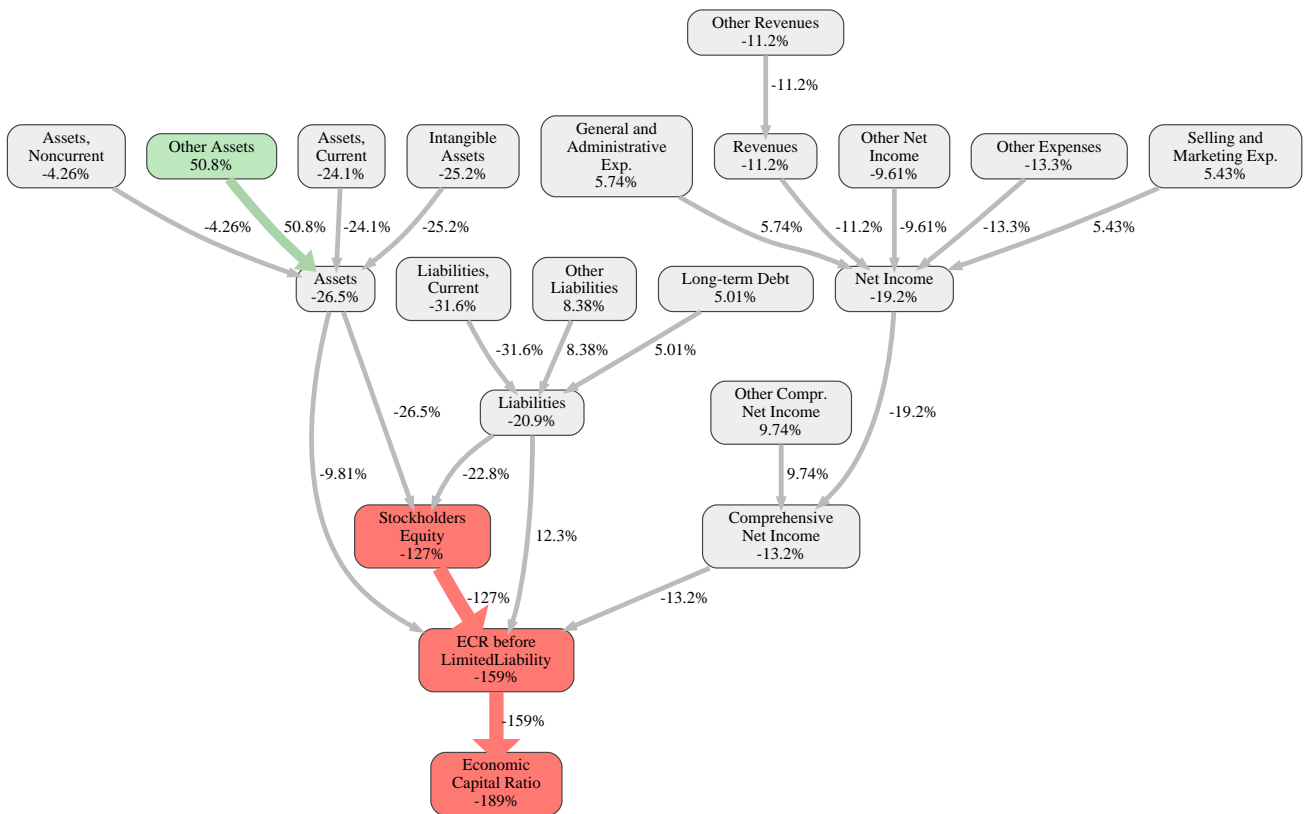 Other Revenues
-11.2%
-11.2%
Assets,
Noncurrent
-4.26%
Other Assets
50.8%
Assets,
Current
-24.1%
Intangible
Assets
-25.2%
General and
Administrative
Exp.
5.74%
Revenues
-11.2%
Other Net
Income
-9.61%
Other Expenses
-13.3%
Selling and
Marketing Exp.
5.43%
-4.26%
50.8%
-24.1%
-25.2%
5.74%
-11.2%
-9.61%
-13.3%
5.43%
Assets
-26.5%
Liabilities,
Current
-31.6%
Other
Liabilities
8.38%
Long-term Debt
5.01%
Net Income
-19.2%
-31.6%
8.38%
5.01%
Liabilities
-20.9%
Other Compr.
Net Income
9.74%
-26.5%
-19.2%
-9.81%
-22.8%
9.74%
Stockholders
Equity
-127%
12.3%
Comprehensive
Net Income
-13.2%
-127%
-13.2%
ECR before
LimitedLiability
-159%
-159%
Economic
Capital Ratio
-189%